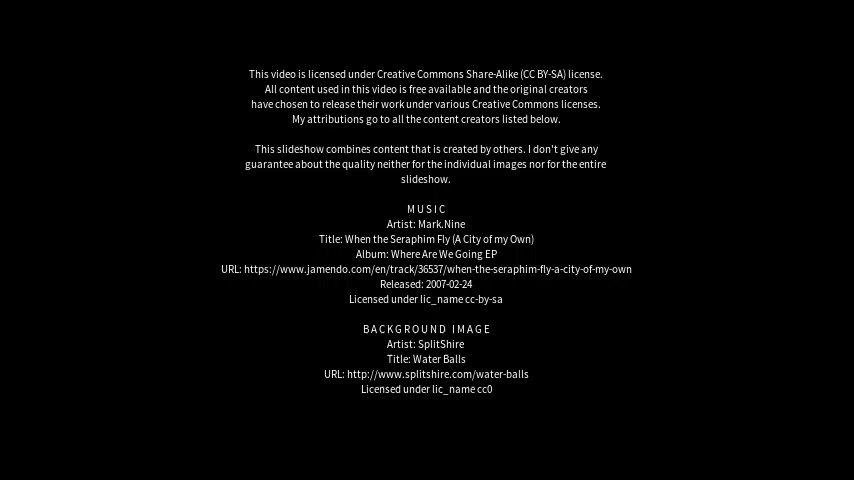 This video is licensed under Creative Commons Share-Alike (CC BY-SA) license.
All content used in this video is free available and the original creators
have chosen to release their work under various Creative Commons licenses.
My attributions go to all the content creators listed below.
This slideshow combines content that is created by others. I don't give any
guarantee about the quality neither for the individual images nor for the entire
slideshow.
MUSIC
Artist: Mark.Nine
Title: When the Seraphim Fly (A City of my Own)
Album: Where Are We Going EP
URL: https://www.jamendo.com/en/track/36537/when-the-seraphim-fly-a-city-of-my-own
Released: 2007-02-24
Licensed under lic_name cc-by-sa
BACKGROUND IMAGE
Artist: SplitShire
Title: Water Balls
URL: http://www.splitshire.com/water-balls
Licensed under lic_name cc0